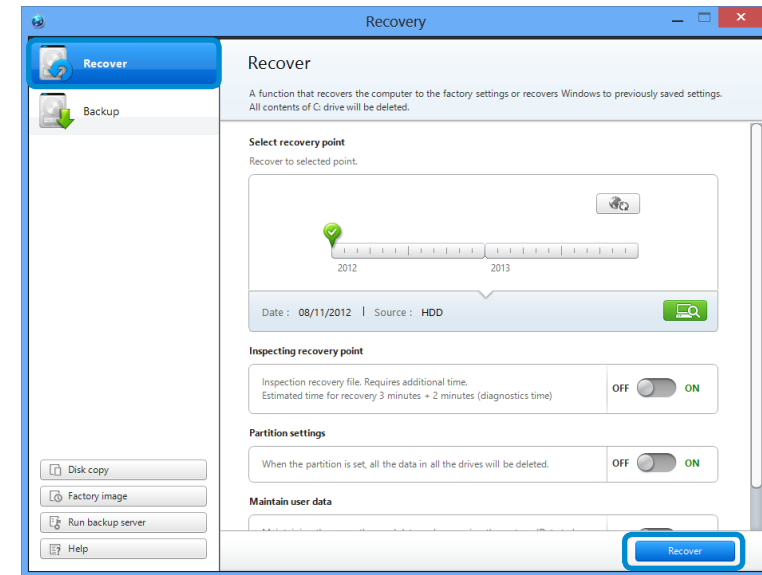 Recovery
Recover
Backup
Recover
A function that recovers the computer to the factory settings or recovers Windows to previously saved settings.
All contents of C: drive will be deleted.
Select recovery point
Recover to selected point.
2012 2013
Date : 08/11/2012 | Source : HDD
Inspecting recovery point
Inspection recovery file. Requires additional time.
Estimated time for recovery 3 minutes + 2 minutes (diagnostics time)
OFF ON
Partition settings
When the partition is set, all the data in all the drives will be deleted.
OFF ON
Maintain user data
Disk copy
Factory image
Run backup server
Help
Recover